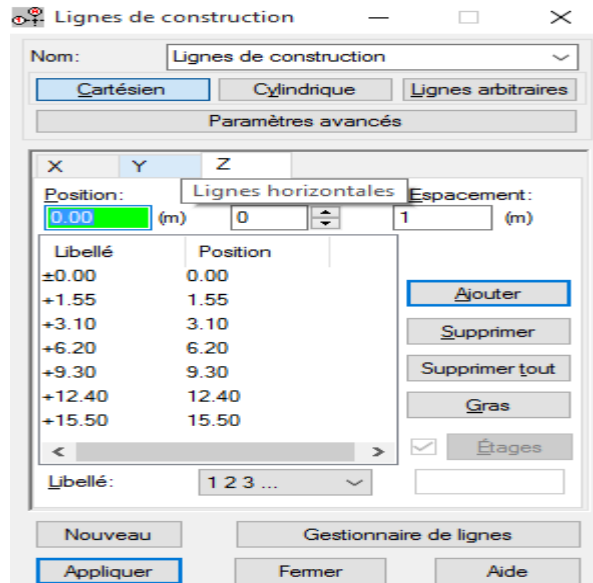 Lignes de construction
Nom: Lignes de construction
Cartésien Cylindrique Lignes arbitraires
Paramètres avancés
X Y Z
Position: Lignes horizontales Espacement:
0.00 (m) 0 1 (m)
Libellé Position
±0.00 0.00
+1.55 1.55
+3.10 3.10
+6.20 6.20
+9.30 9.30
+12.40 12.40
+15.50 15.50
Ajouter
Supprimer
Supprimer tout
Gras
Étages
Libellé: 1 2 3 ...
Nouveau Gestionnaire de lignes
Appliquer Fermer Aide